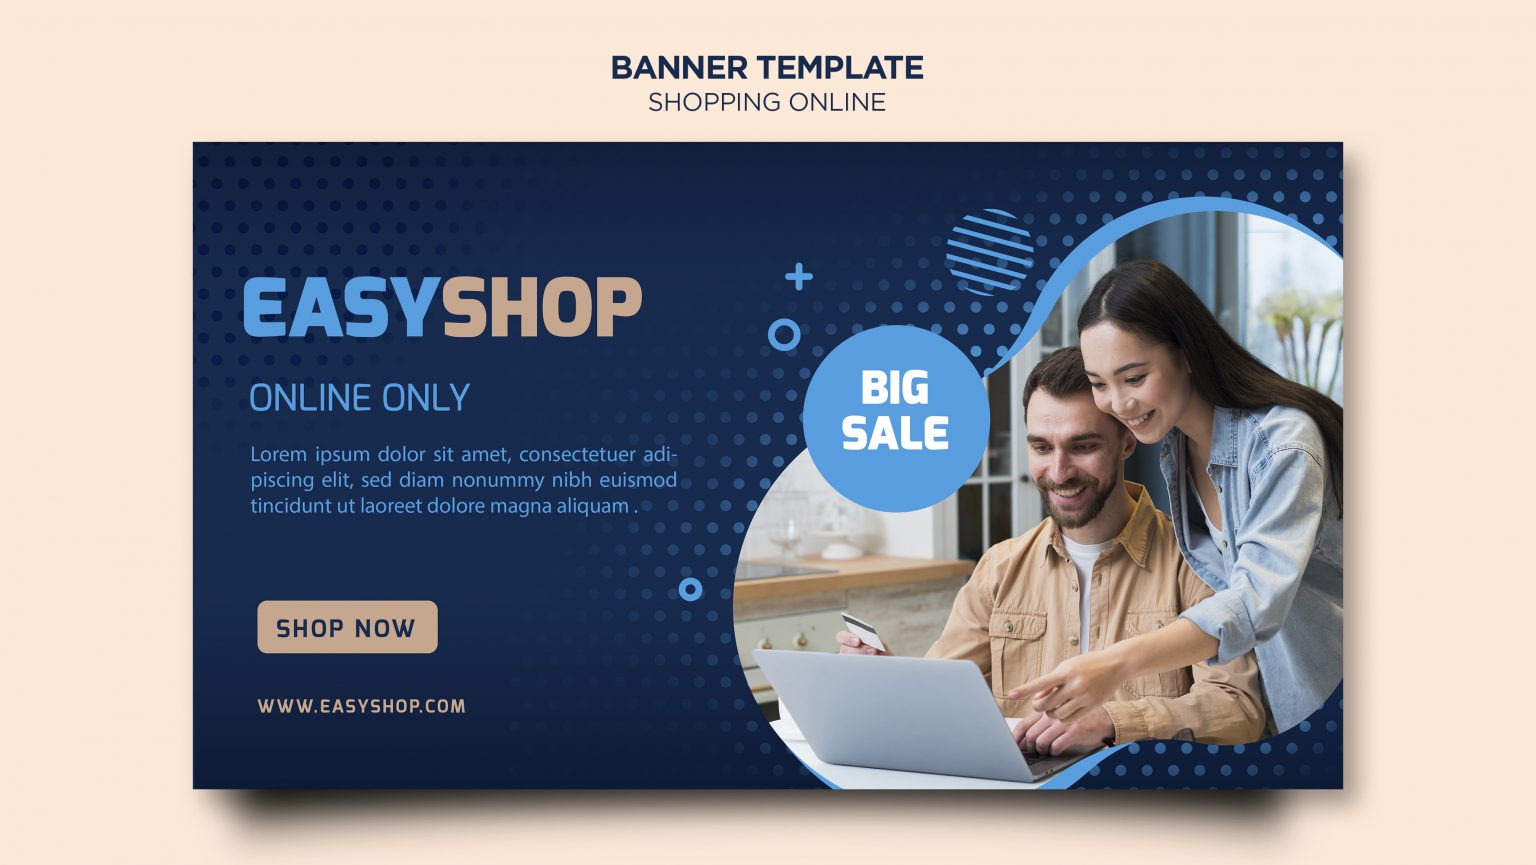 BANNER TEMPLATE
SHOPPING ONLINE
EASYSHOP
ONLINE ONLY
Lorem ipsum dolor sit amet, consectetuer adi-
piscing elit, sed diam nonummy nibh euismod
tincidunt ut laoreet dolore magna aliquam .
SHOP NOW
WWW.EASYSHOP.COM
BIG
SALE